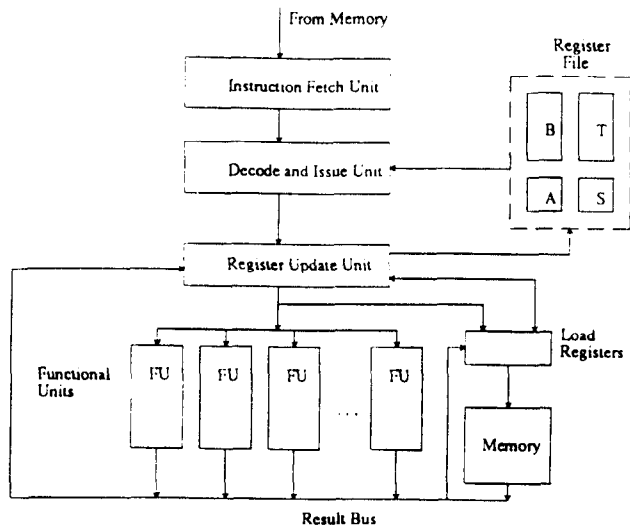 From Memory
Register
File
Instruction Fetch Unit
B
T
Decode and Issue Unit
A
S
Register Update Unit
Load
Registers
Functional
Units
FU
FU
FU
FU
...
Memory
Result Bus